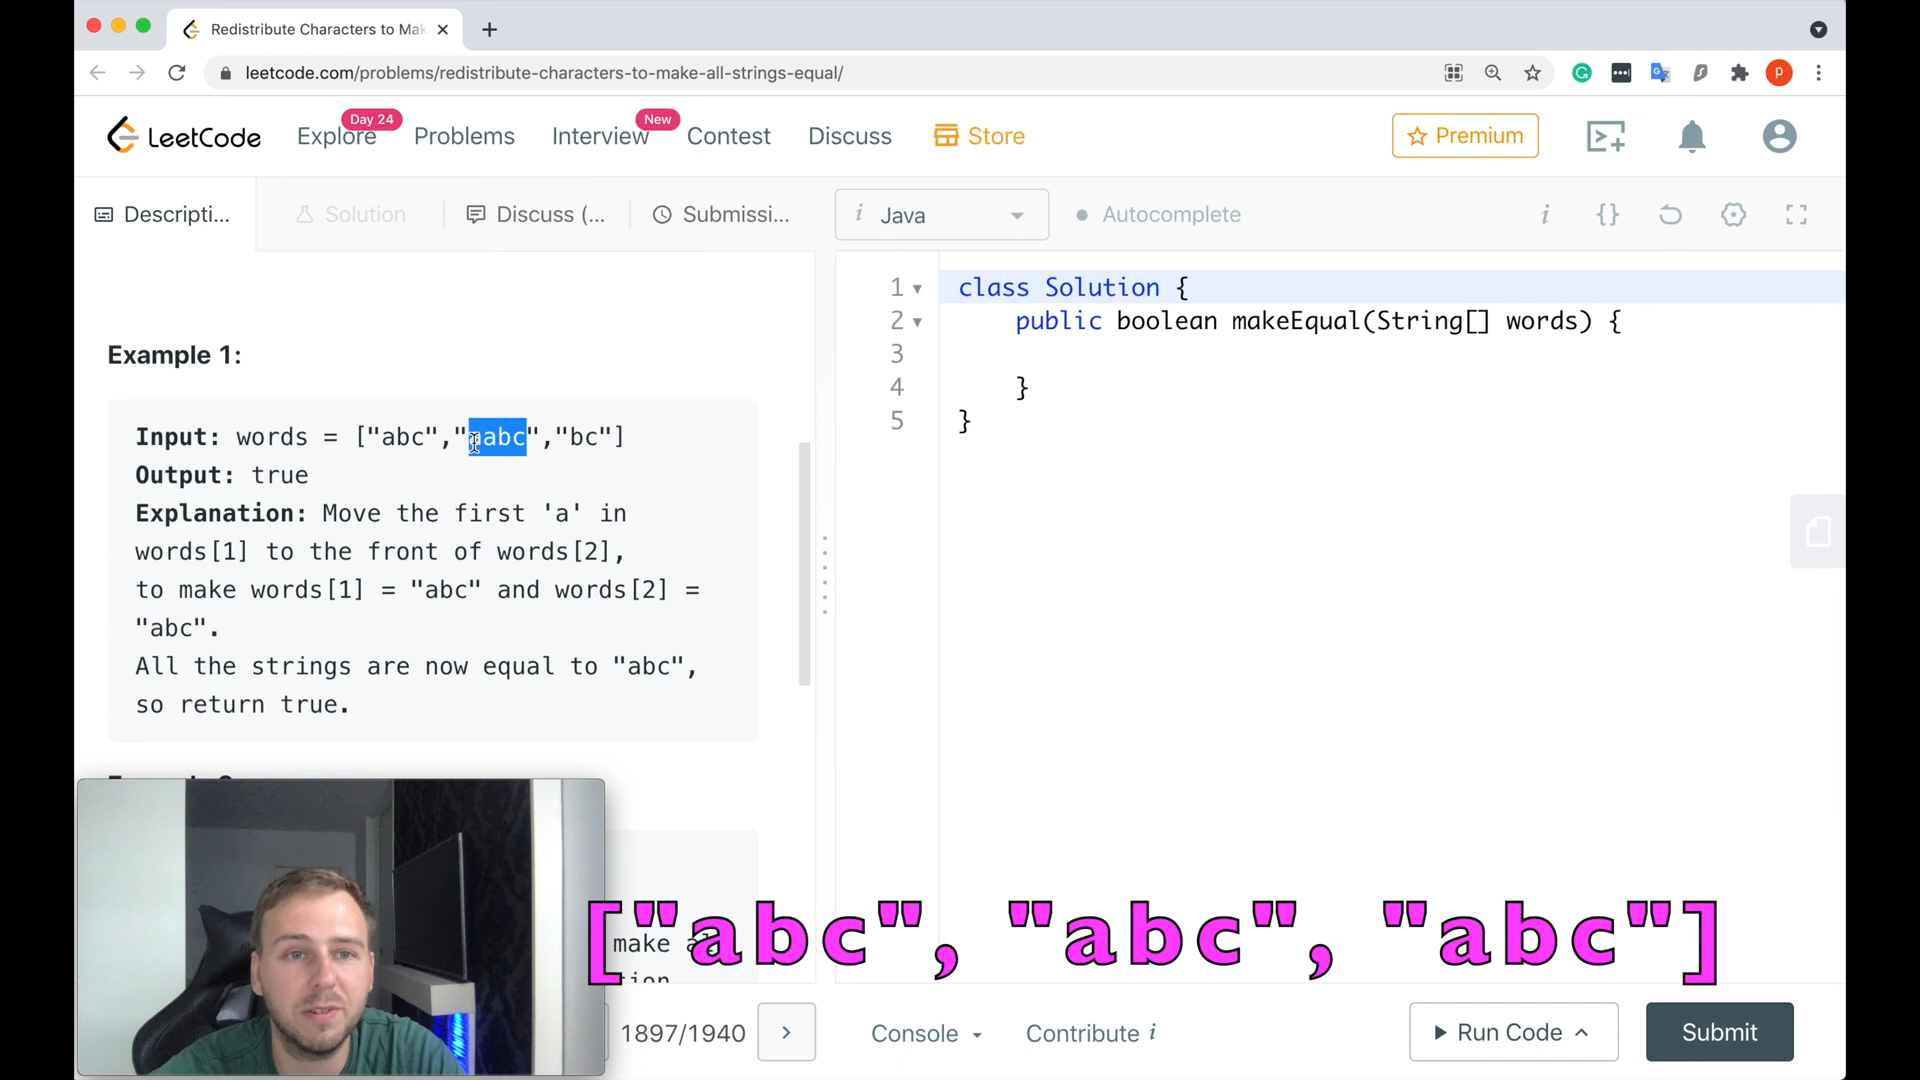 Redistribute Characters to Mak
leetcode.com/problems/redistribute-characters-to-make-all-strings-equal/
P
LeetCode
Explore
Day 24
Problems
Interview
New
Contest
Discuss
Store
Premium
Descripti...
Solution
Discuss (...
Submissi...
i Java
Autocomplete
i {}
Example 1:
Input: words = ["abc","aabc","bc"]
Output: true
Explanation: Move the first 'a' in
words[1] to the front of words[2],
to make words[1] = "abc" and words[2] =
"abc".
All the strings are now equal to "abc",
so return true.
make
1 class Solution {
2 public boolean makeEqual(String[] words) {
3
4 }
5 }
["abc", "abc", "abc"]
1897/1940
Console
Contribute i
Run Code
Submit